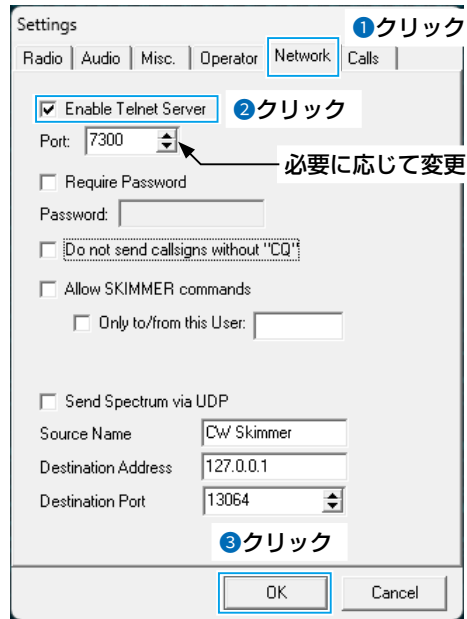 Settings
❶クリック
Radio Audio Misc. Operator Network Calls
Enable Telnet Server ❷クリック
Port: 7300
必要に応じて変更
Require Password
Password:
Do not send callsigns without "CQ"
Allow SKIMMER commands
Only to/from this User:
Send Spectrum via UDP
Source Name CW Skimmer
Destination Address 127.0.0.1
Destination Port 13064
❸クリック
OK Cancel